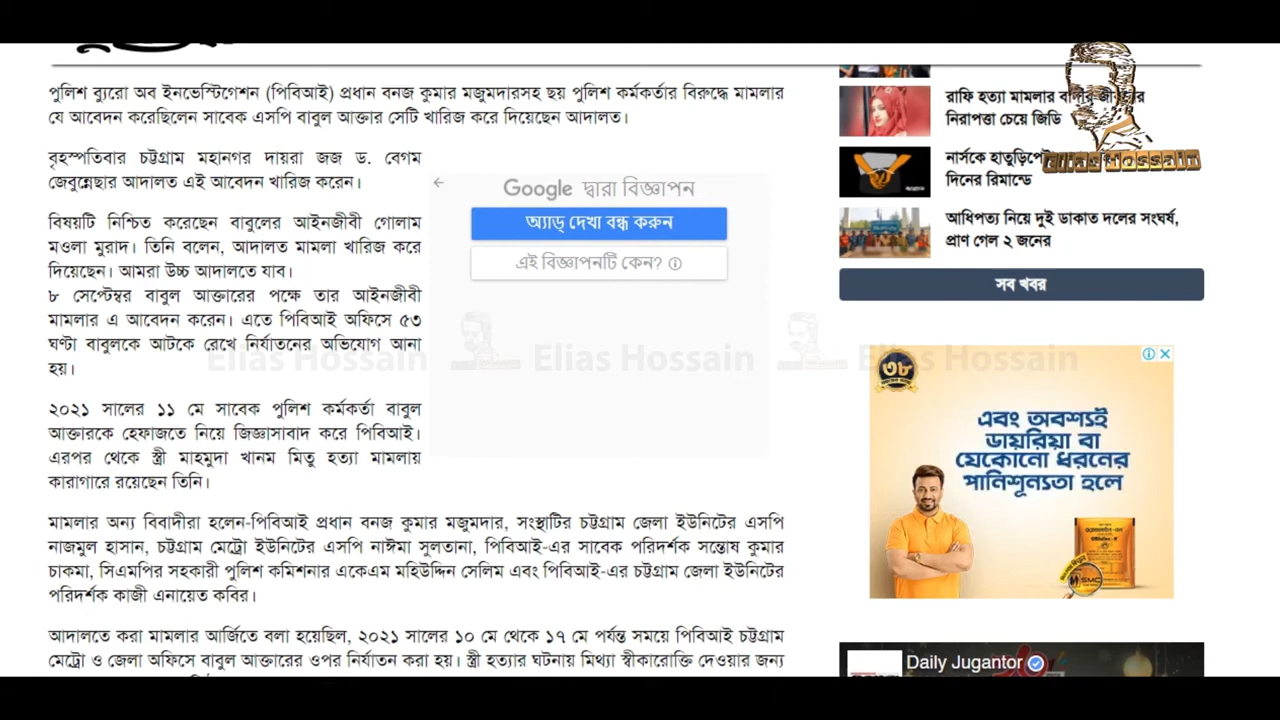 পুলিশ ব্যুরো অব ইনভেস্টিগেশন (পিবিআই) প্রধান বনজ কুমার মজুমদারসহ ছয় পুলিশ কর্মকর্তার বিরুদ্ধে মামলার
যে আবেদন করেছিলেন সাবেক এসপি বাবুল আক্তার সেটি খারিজ করে দিয়েছেন আদালত।
বৃহস্পতিবার চট্টগ্রাম মহানগর দায়রা জজ ড. বেগম
জেবুন্নেছার আদালত এই আবেদন খারিজ করেন।
বিষয়টি নিশ্চিত করেছেন বাবুলের আইনজীবী গোলাম
মওলা মুরাদ। তিনি বলেন, আদালত মামলা খারিজ করে
দিয়েছেন। আমরা উচ্চ আদালতে যাব।
৮ সেপ্টেম্বর বাবুল আক্তারের পক্ষে তার আইনজীবী
মামলার এ আবেদন করেন। এতে পিবিআই অফিসে ৫৩
ঘণ্টা বাবুলকে আটকে রেখে নির্যাতনের অভিযোগ আনা
হয়।
২০২১ সালের ১১ মে সাবেক পুলিশ কর্মকর্তা বাবুল
আক্তারকে হেফাজতে নিয়ে জিজ্ঞাসাবাদ করে পিবিআই।
এরপর থেকে স্ত্রী মাহমুদা খানম মিতু হত্যা মামলায়
কারাগারে রয়েছেন তিনি।
মামলার অন্য বিবাদীরা হলেন-পিবিআই প্রধান বনজ কুমার মজুমদার, সংস্থাটির চট্টগ্রাম জেলা ইউনিটের এসপি
নাজমুল হাসান, চট্টগ্রাম মেট্রো ইউনিটের এসপি নাঈমা সুলতানা, পিবিআই-এর সাবেক পরিদর্শক সন্তোষ কুমার
চাকমা, সিএমপির সহকারী পুলিশ কমিশনার একেএম মহিউদ্দিন সেলিম এবং পিবিআই-এর চট্টগ্রাম জেলা ইউনিটের
পরিদর্শক কাজী এনায়েত কবির।
আদালতে করা মামলার আর্জিতে বলা হয়েছিল, ২০২১ সালের ১০ মে থেকে ১৭ মে পর্যন্ত সময়ে পিবিআই চট্টগ্রাম
মেট্রো ও জেলা অফিসে বাবুল আক্তারের ওপর নির্যাতন করা হয়। স্ত্রী হত্যার ঘটনায় মিথ্যা স্বীকারোক্তি দেওয়ার জন্য
Google দ্বারা বিজ্ঞাপন
অ্যাড্ দেখা বন্ধ করুন
এই বিজ্ঞাপনটি কেন?
Elias Hossain Elias Hossain Elias Hossain
রাফি হত্যা মামলার
নিরাপত্তা চেয়ে জিডি
নার্সকে
দিনের রিমান্ডে
Elias Hossain
আধিপত্য নিয়ে দুই ডাকাত দলের সংঘর্ষ,
প্রাণ গেল ২ জনের
সব খবর
৩৮
এবং অবশ্যই
ডায়রিয়া বা
যেকোনো ধরনের
পানিশূন্যতা হলে
SMC
Daily Jugantor